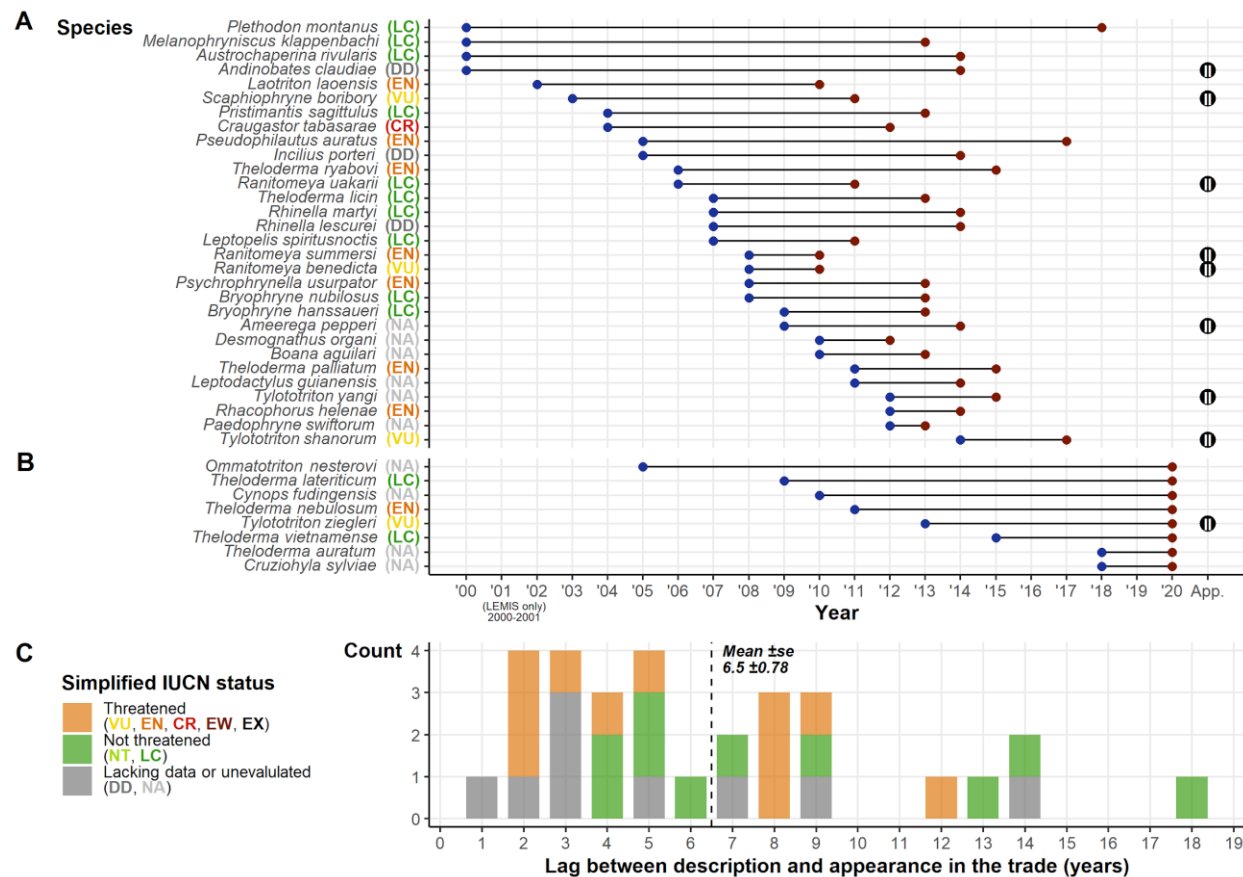 A
Species
Plethodon montanus (LC)
Melanophryniscus klappenbachi (LC)
Austrochaperina rivularis (LC)
Andinobates claudiae (DD) II
Laotriton laoensis (EN)
Scaphiophryne boribory (VU) II
Pristimantis sagittulus (LC)
Craugastor tabasarae (CR)
Pseudophilautus auratus (EN)
Incilius porteri (DD)
Theloderma ryabovi (EN)
Ranitomeya uakarii (LC) II
Theloderma licin (LC)
Rhinella martyi (LC)
Rhinella lescurei (DD)
Leptopelis spiritusnoctis (LC)
Ranitomeya summersi (EN) II
Ranitomeya benedicta (VU) II
Psychrophrynella usurpator (EN)
Bryophryne nubilosus (LC)
Bryophryne hanssaueri (LC)
Ameerega pepperi (NA) II
Desmognathus organi (NA)
Boana aguilari (NA)
Theloderma palliatum (EN)
Leptodactylus guianensis (NA)
Tylototriton yangi (NA) II
Rhacophorus helenae (EN)
Paedophryne swiftorum (NA)
Tylototriton shanorum (VU) II
B
Ommatotriton nesterovi (NA)
Theloderma lateriticum (LC)
Cynops fudingensis (NA)
Theloderma nebulosum (EN)
Tylototriton ziegleri (VU) II
Theloderma vietnamense (LC)
Theloderma auratum (NA)
Cruziohyla sylviae (NA)
'00 '01 '02 '03 '04 '05 '06 '07 '08 '09 '10 '11 '12 '13 '14 '15 '16 '17 '18 '19 '20 App.
(LEMIS only)
2000-2001
Year
C
Simplified IUCN status
Threatened
(VU, EN, CR, EW, EX)
Not threatened
(NT, LC)
Lacking data or unevalulated
(DD, NA)
Count
4
3
2
1
0
Mean ±se
6.5 ±0.78
0 1 2 3 4 5 6 7 8 9 10 11 12 13 14 15 16 17 18 19
Lag between description and appearance in the trade (years)